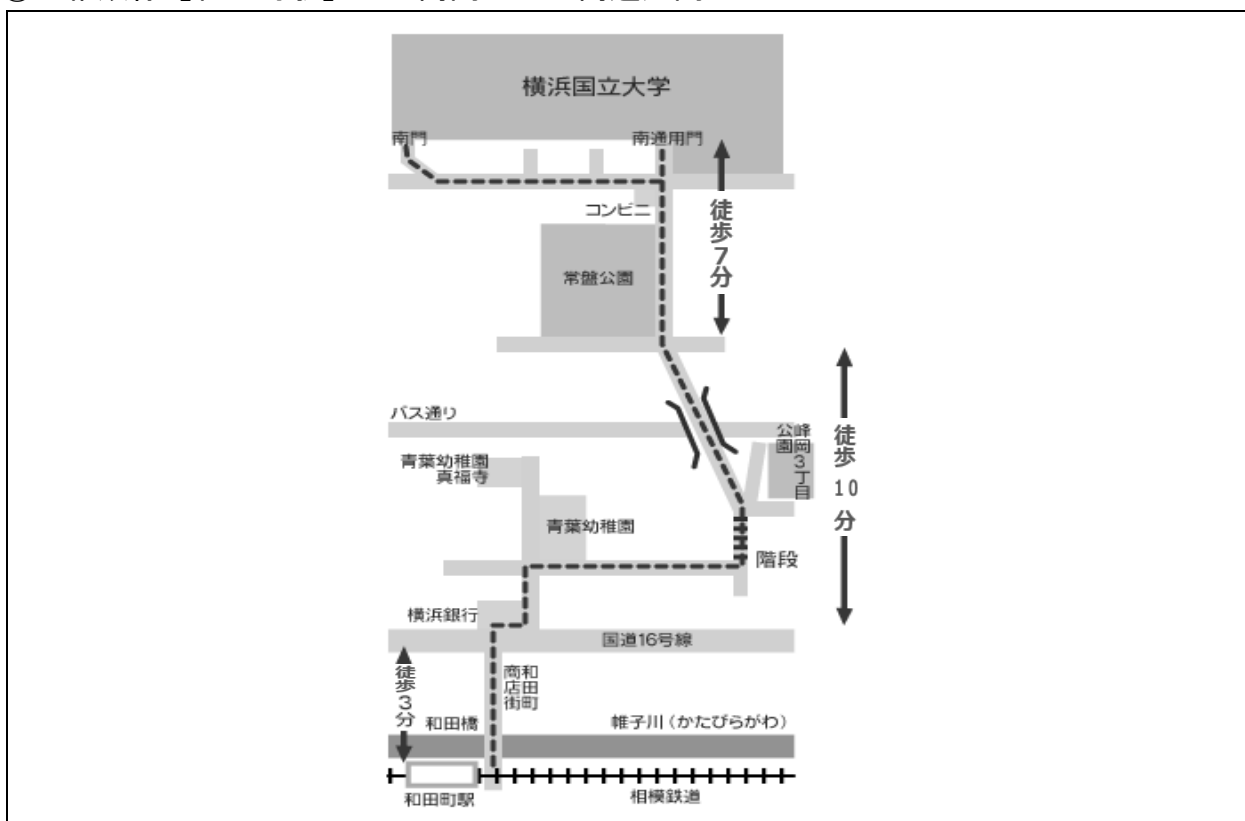 横浜国立大学
南門
南通用門
コンビニ
徒歩7分
常盤公園
バス通り
峰岡3丁目
公園
徒歩10分
青葉幼稚園
真福寺
青葉幼稚園
階段
横浜銀行
国道16号線
徒歩3分
和田町
商店街
和田橋
帷子川(かたびらがわ)
和田町駅
相模鉄道